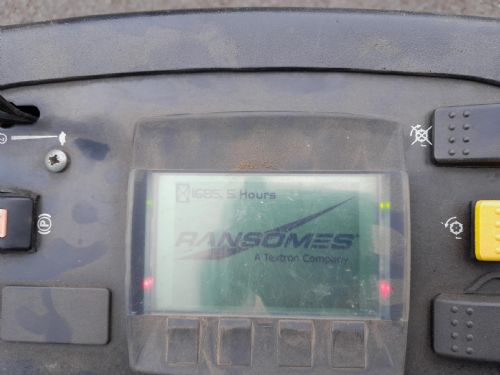 1685.5 Hours
RANSOMES
A Textron Company
(P)